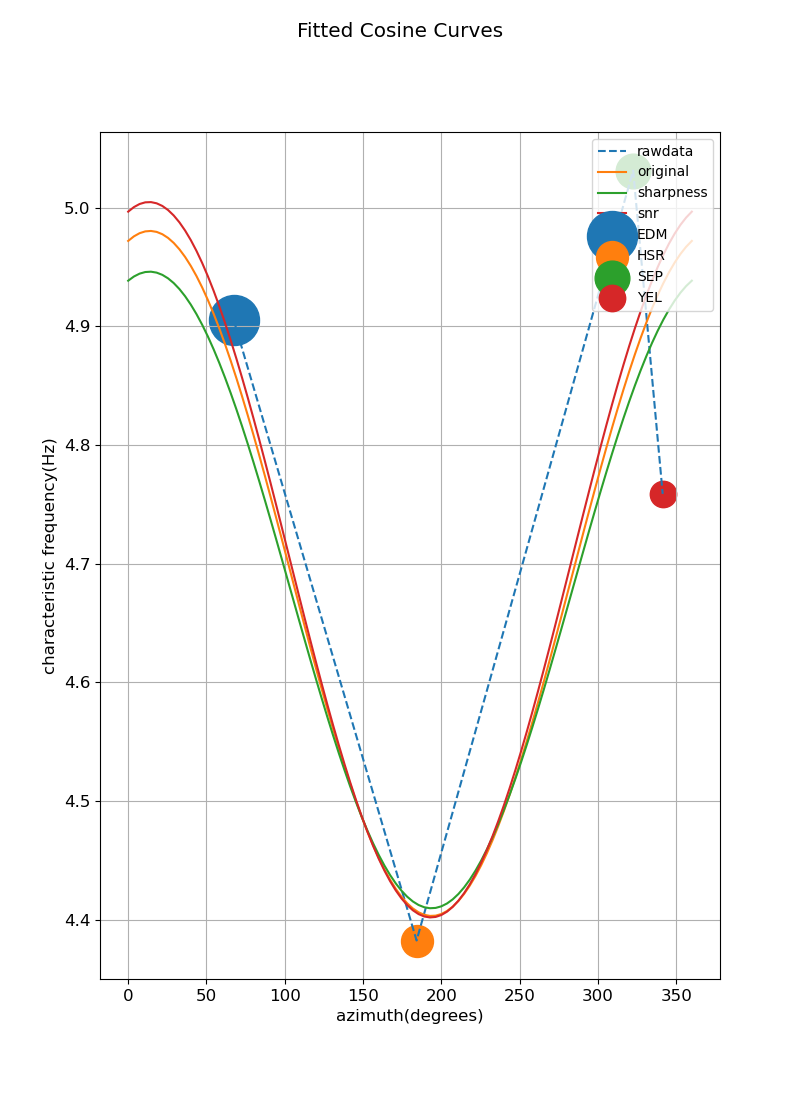 Fitted Cosine Curves
rawdata
original
sharpness
snr
EDM
HSR
SEP
YEL
5.0
4.9
4.8
4.7
4.6
4.5
4.4
characteristic frequency(Hz)
0 50 100 150 200 250 300 350
azimuth(degrees)